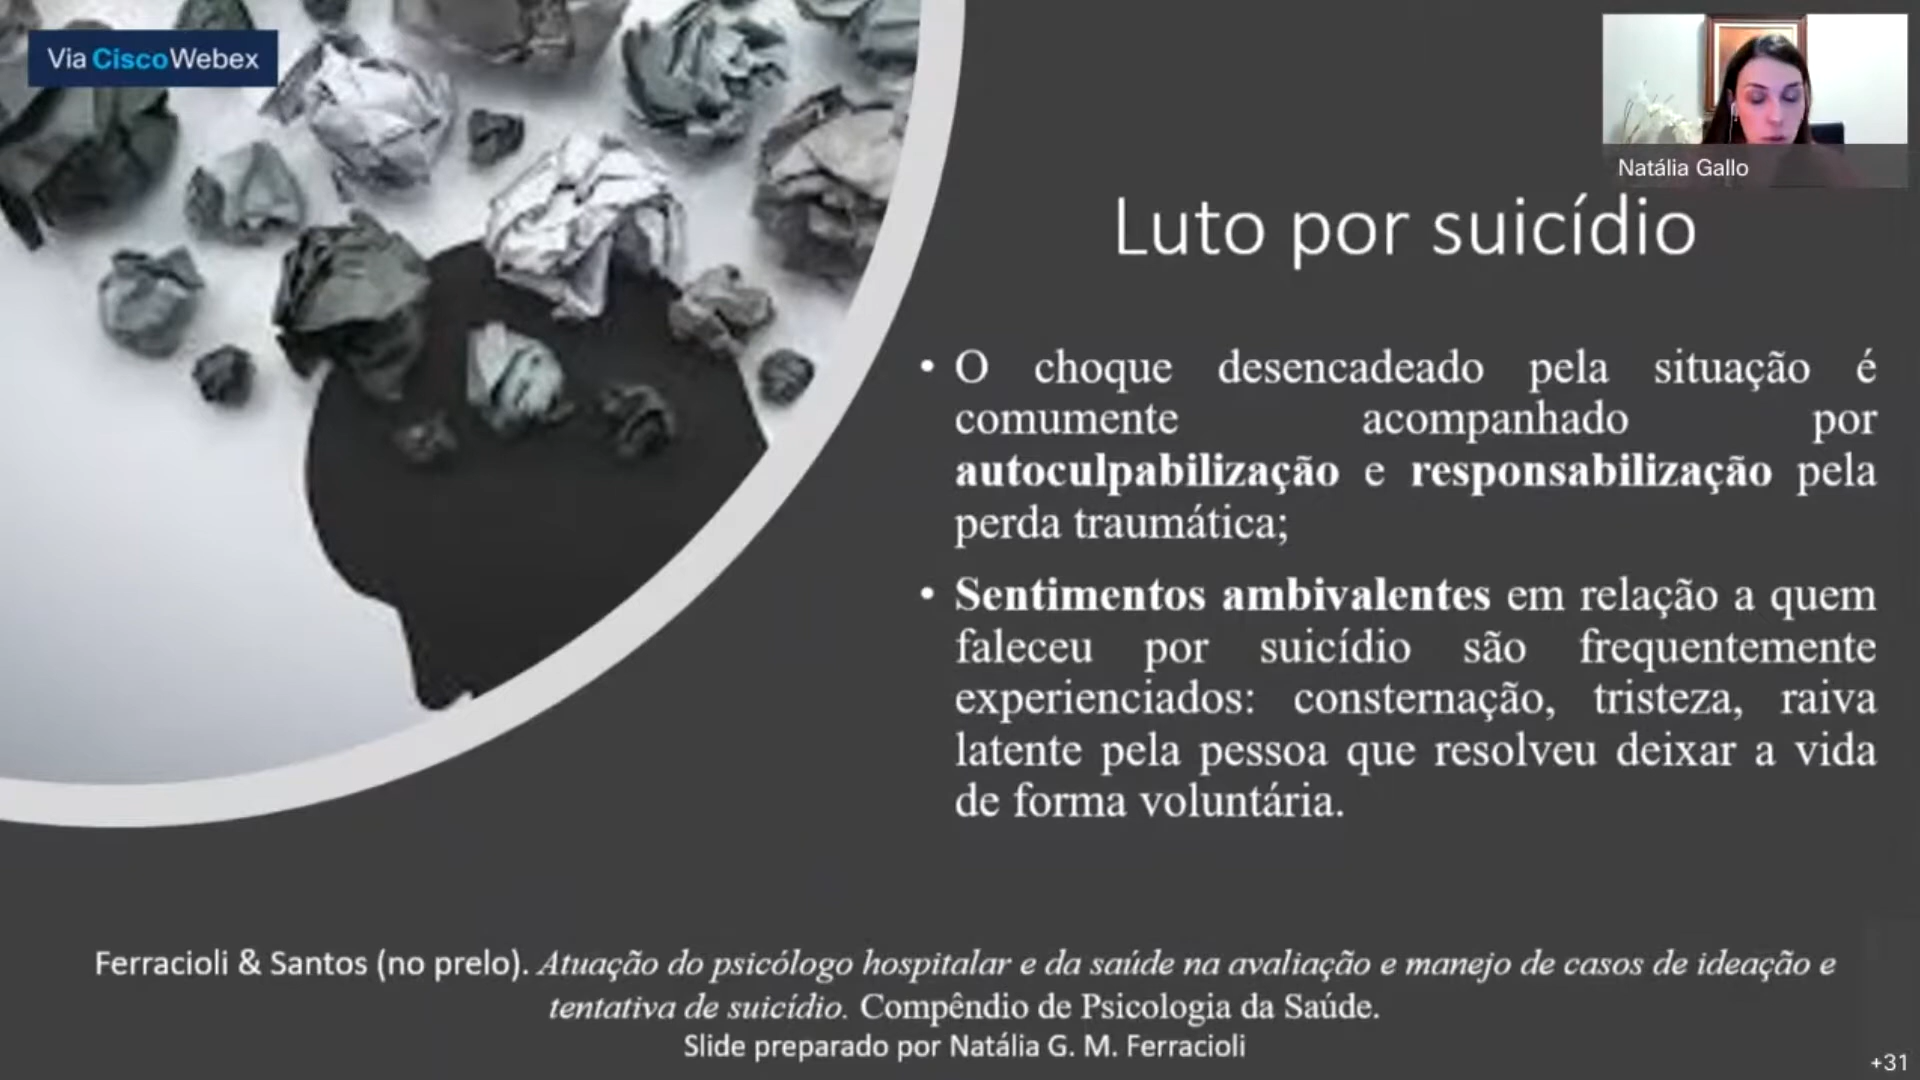 Via CiscoWebex
Natália Gallo
Luto por suicídio
• O choque desencadeado pela situação é
comumente acompanhado por
autoculpabilização e responsabilização pela
perda traumática;
• Sentimentos ambivalentes em relação a quem
faleceu por suicídio são frequentemente
experienciados: consternação, tristeza, raiva
latente pela pessoa que resolveu deixar a vida
de forma voluntária.
Ferracioli & Santos (no prelo). Atuação do psicólogo hospitalar e da saúde na avaliação e manejo de casos de ideação e
tentativa de suicídio. Compêndio de Psicologia da Saúde.
Slide preparado por Natália G. M. Ferracioli
+31